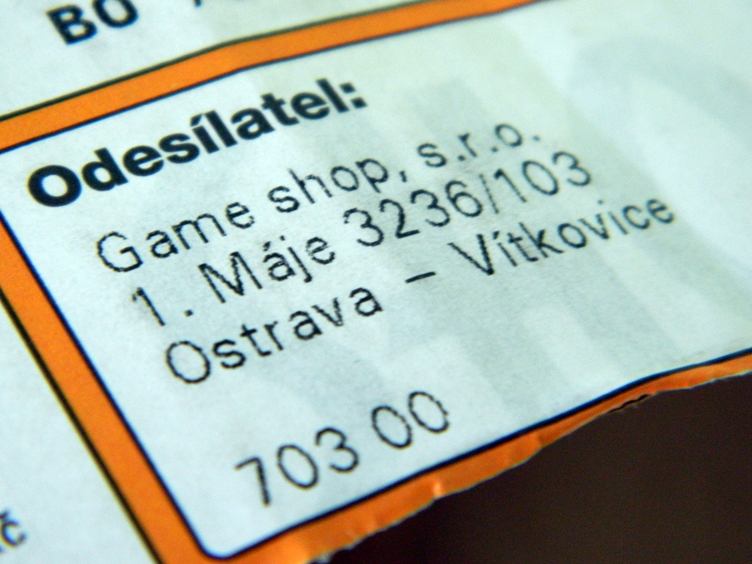 BO
Odesílatel:
Game shop, s.r.o.
1. Máje 3236/103
Ostrava – Vítkovice
703 00